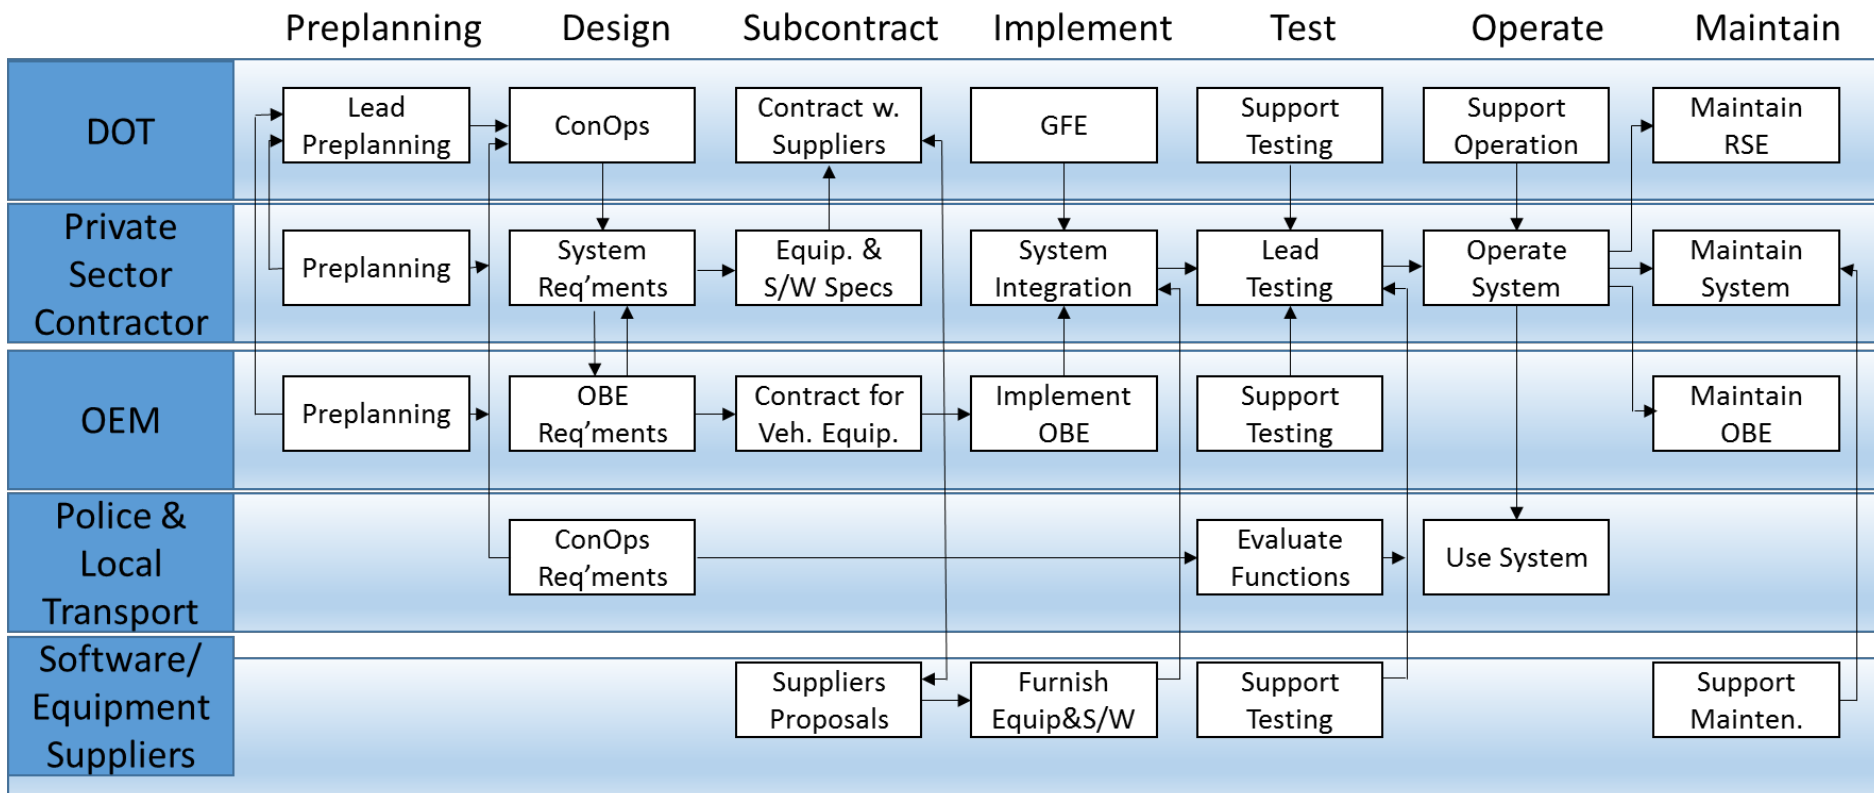 Preplanning Design Subcontract Implement Test Operate Maintain
DOT
Lead
Preplanning
ConOps
Contract w.
Suppliers
GFE
Support
Testing
Support
Operation
Maintain
RSE
Private
Sector
Contractor
Preplanning
System
Req'ments
Equip. &
S/W Specs
System
Integration
Lead
Testing
Operate
System
Maintain
System
OEM
Preplanning
OBE
Req'ments
Contract for
Veh. Equip.
Implement
OBE
Support
Testing
Maintain
OBE
Police &
Local
Transport
ConOps
Req'ments
Evaluate
Functions
Use System
Software/
Equipment
Suppliers
Suppliers
Proposals
Furnish
Equip&S/W
Support
Testing
Support
Mainten.